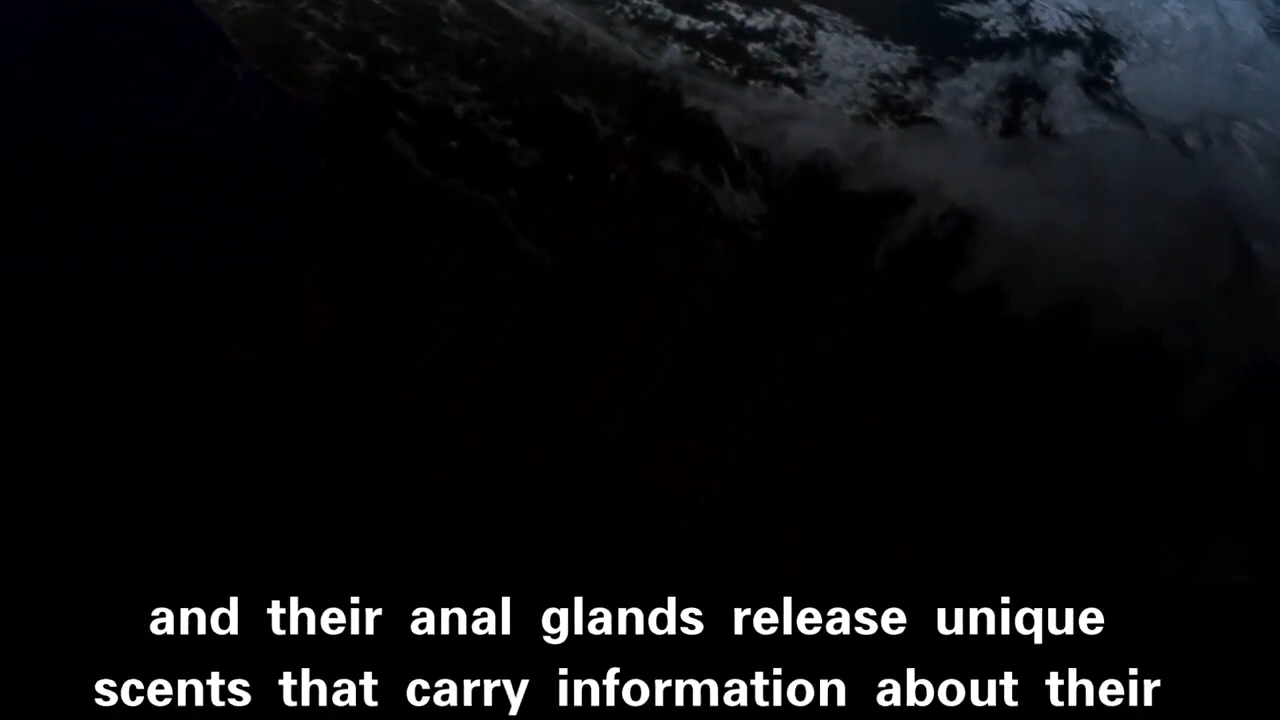 and their anal glands release unique
scents that carry information about their